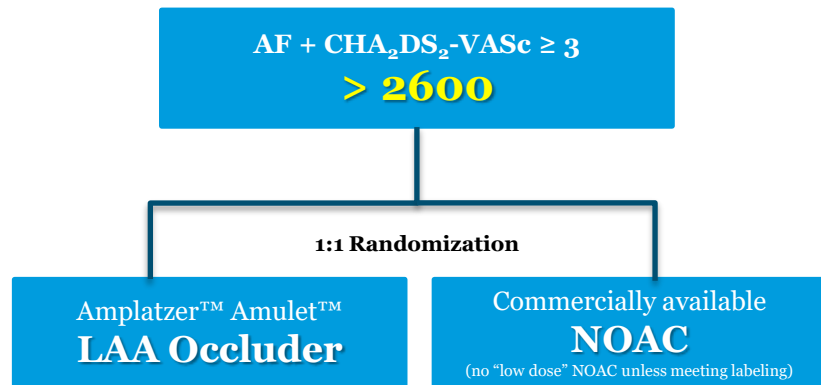 AF + CHA₂DS₂-VASc ≥ 3
> 2600
1:1 Randomization
Amplatzer™ Amulet™
LAA Occluder
Commercially available
NOAC
(no “low dose” NOAC unless meeting labeling)